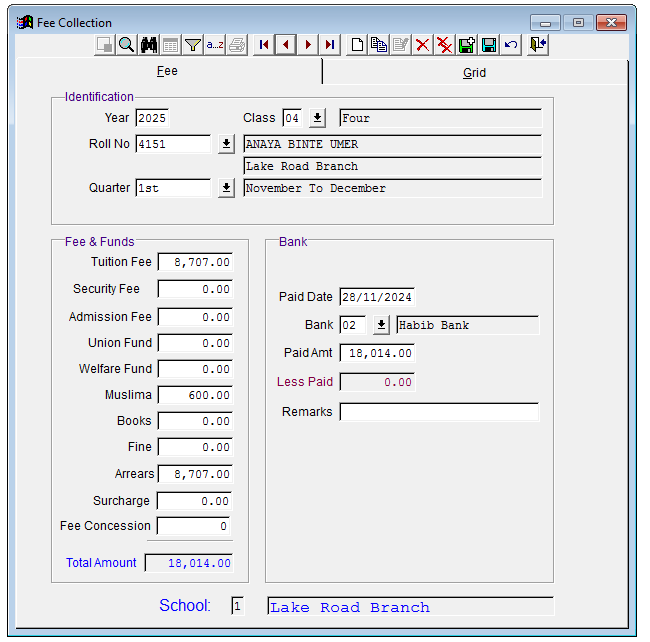 Fee Collection
a..z
Fee
Grid
Identification
Year 2025 Class 04 Four
Roll No 4151 ANAYA BINTE UMER
Lake Road Branch
Quarter 1st November To December
Fee & Funds
Tuition Fee 8,707.00
Security Fee 0.00
Admission Fee 0.00
Union Fund 0.00
Welfare Fund 0.00
Muslima 600.00
Books 0.00
Fine 0.00
Arrears 8,707.00
Surcharge 0.00
Fee Concession 0
Total Amount 18,014.00
Bank
Paid Date 28/11/2024
Bank 02 Habib Bank
Paid Amt 18,014.00
Less Paid 0.00
Remarks
School: 1 Lake Road Branch